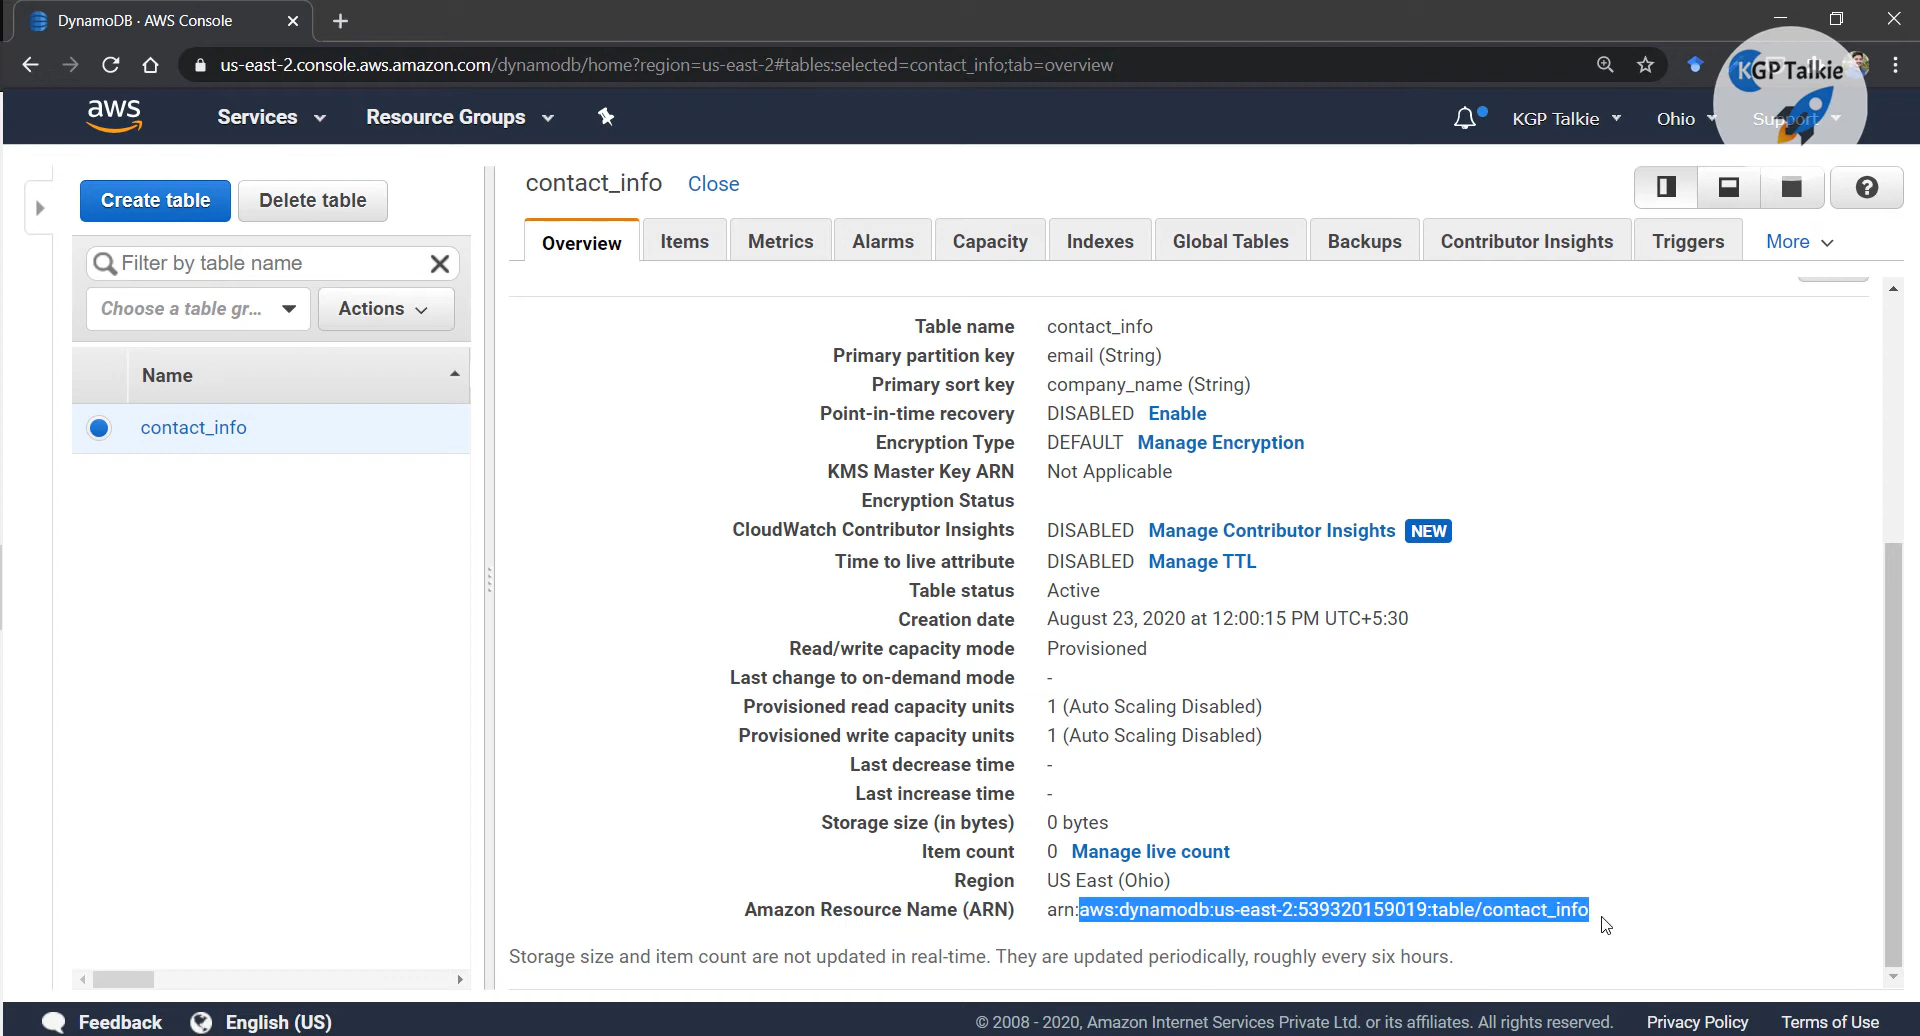 DynamoDB · AWS Console
us-east-2.console.aws.amazon.com/dynamodb/home?region=us-east-2#tables:selected=contact_info;tab=overview
KGPTalkie
aws
Services
Resource Groups
KGP Talkie
Ohio
Support
Create table
Delete table
Filter by table name
Choose a table gr...
Actions
Name
contact_info
contact_info Close
Overview
Items
Metrics
Alarms
Capacity
Indexes
Global Tables
Backups
Contributor Insights
Triggers
More
Table name contact_info
Primary partition key email (String)
Primary sort key company_name (String)
Point-in-time recovery DISABLED Enable
Encryption Type DEFAULT Manage Encryption
KMS Master Key ARN Not Applicable
Encryption Status
CloudWatch Contributor Insights DISABLED Manage Contributor Insights NEW
Time to live attribute DISABLED Manage TTL
Table status Active
Creation date August 23, 2020 at 12:00:15 PM UTC+5:30
Read/write capacity mode Provisioned
Last change to on-demand mode -
Provisioned read capacity units 1 (Auto Scaling Disabled)
Provisioned write capacity units 1 (Auto Scaling Disabled)
Last decrease time -
Last increase time -
Storage size (in bytes) 0 bytes
Item count 0 Manage live count
Region US East (Ohio)
Amazon Resource Name (ARN) arn:aws:dynamodb:us-east-2:539320159019:table/contact_info
Storage size and item count are not updated in real-time. They are updated periodically, roughly every six hours.
Feedback
English (US)
© 2008 - 2020, Amazon Internet Services Private Ltd. or its affiliates. All rights reserved.
Privacy Policy
Terms of Use